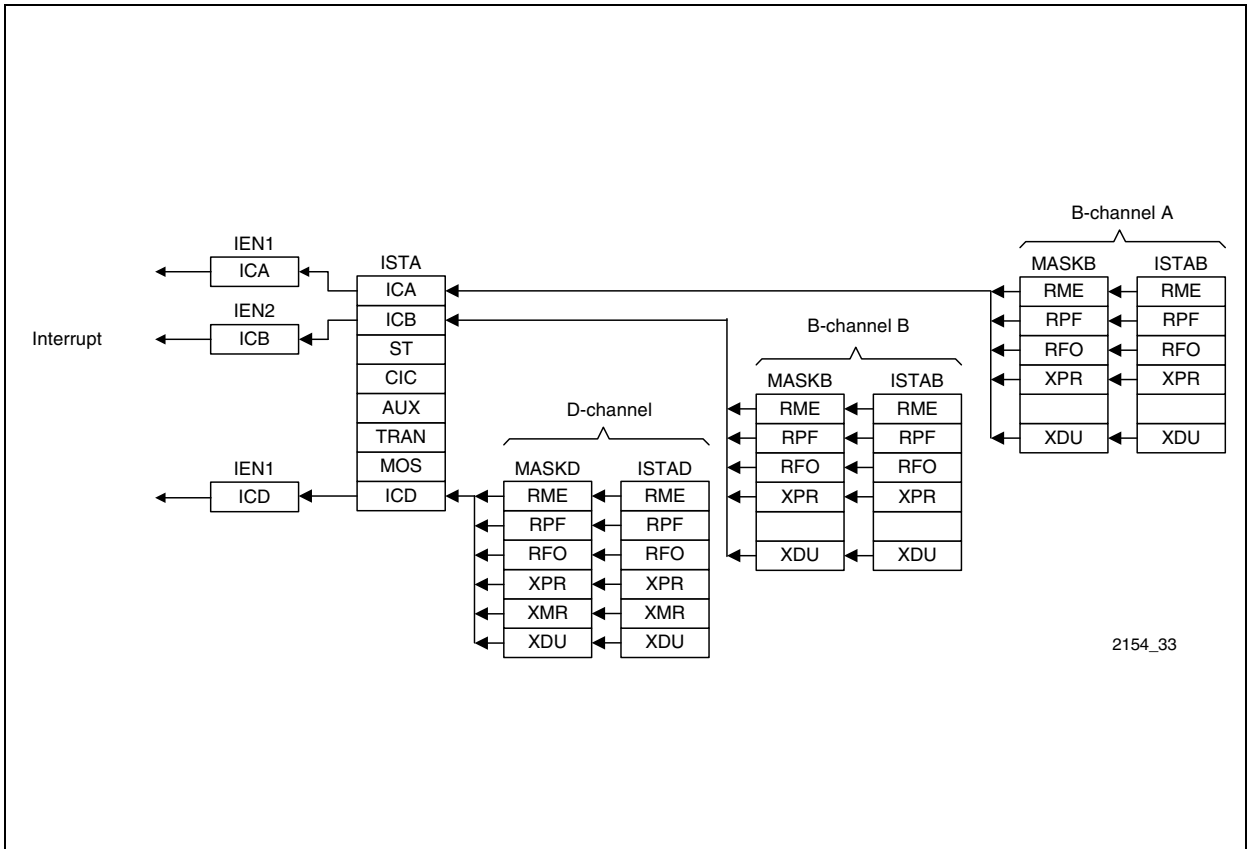 B-channel A
MASKB ISTAB
RME RME
RPF RPF
RFO RFO
XPR XPR
XDU XDU
B-channel B
MASKB ISTAB
RME RME
RPF RPF
RFO RFO
XPR XPR
XDU XDU
D-channel
MASKD ISTAD
RME RME
RPF RPF
RFO RFO
XPR XPR
XMR XMR
XDU XDU
ISTA
ICA
ICB
ST
CIC
AUX
TRAN
MOS
ICD
IEN1
ICA
IEN2
ICB
Interrupt
IEN1
ICD
2154_33